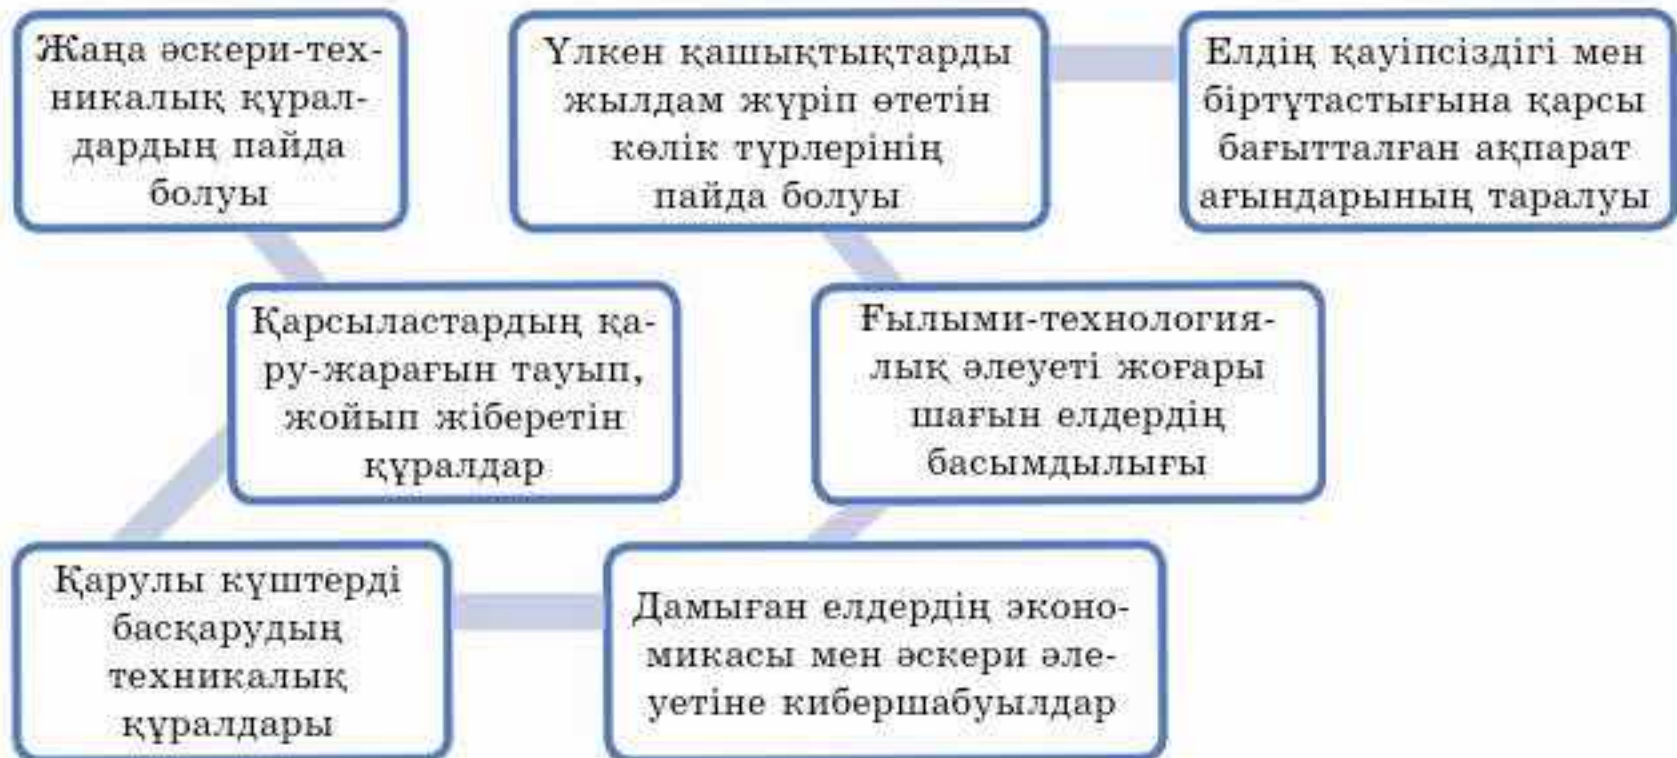 Жаңа әскери-тех-
никалық құрал-
дардың пайда
болуы
Қарсыластардың қа-
ру-жарағын тауып,
жойып жіберетін
құралдар
Қарулы күштерді
басқарудың
техникалық
құралдары
Дамыған елдердің эконо-
микасы мен әскери әле-
уетіне кибершабуылдар
Ғылыми-технология-
лық әлеуеті жоғары
шағын елдердің
басымдылығы
Үлкен қашықтықтарды
жылдам жүріп өтетін
көлік түрлерінің
пайда болуы
Елдің қауіпсіздігі мен
біртұтастығына қарсы
бағытталған ақпарат
ағындарының таралуы